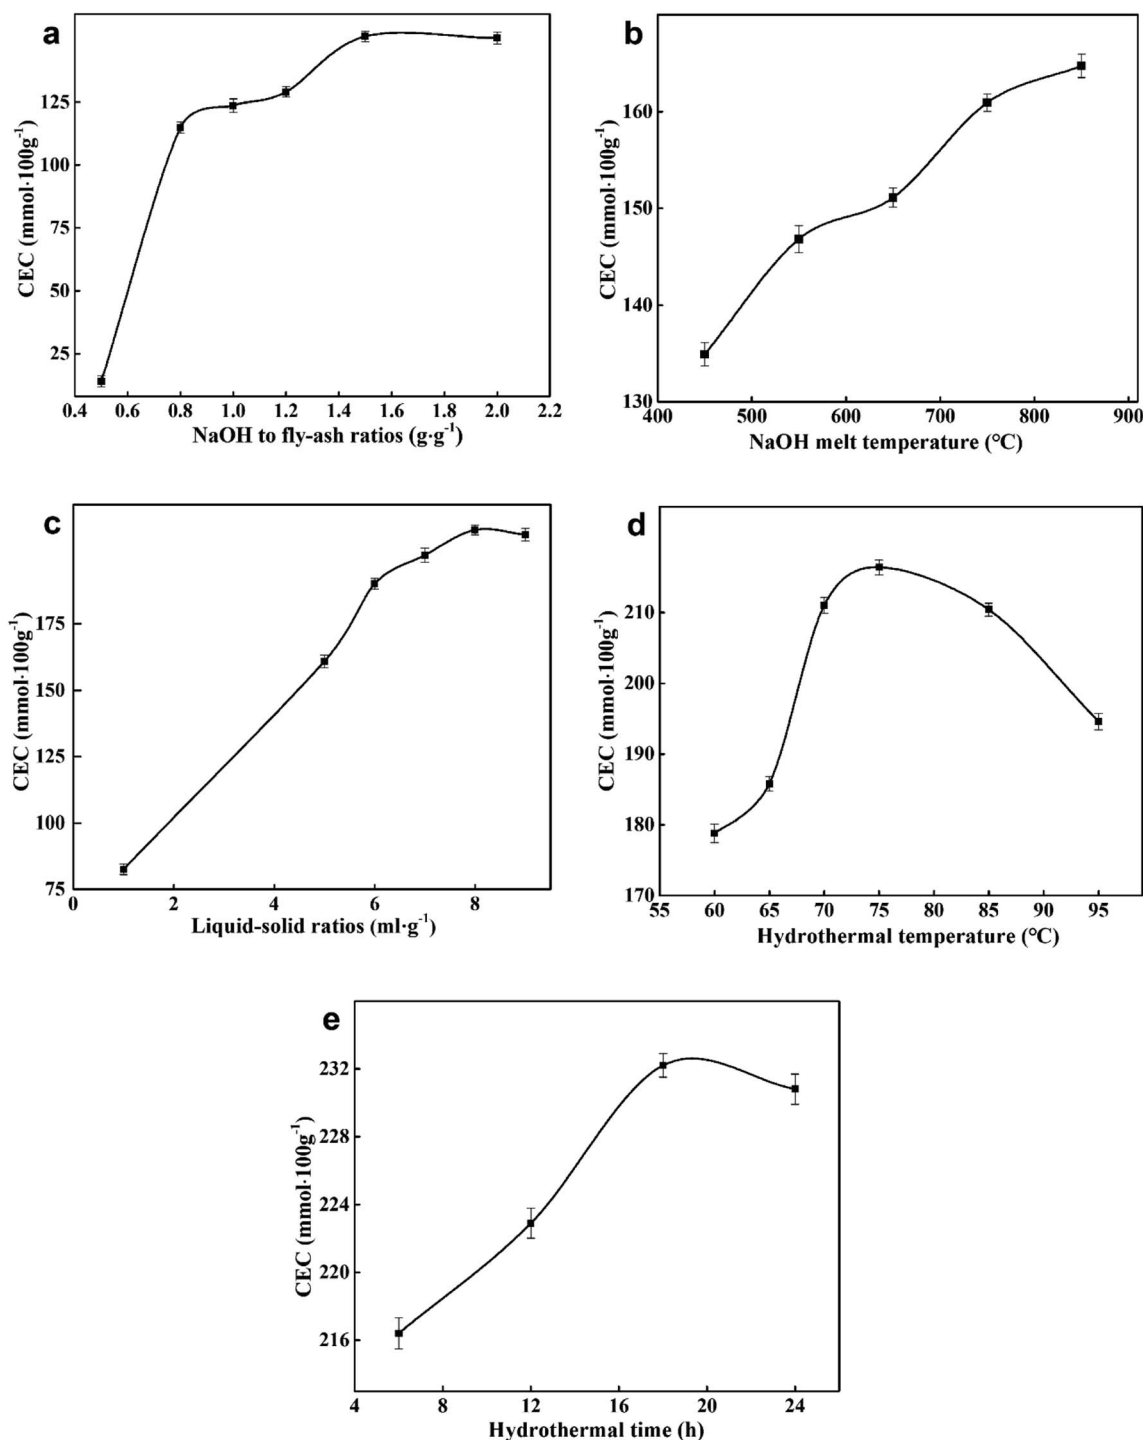 a
125
100
75
50
25
CEC (mmol·100g⁻¹)
0.4 0.6 0.8 1.0 1.2 1.4 1.6 1.8 2.0 2.2
NaOH to fly-ash ratios (g·g⁻¹)
b
160
150
140
130
CEC (mmol·100g⁻¹)
400 500 600 700 800 900
NaOH melt temperature (°C)
c
175
150
125
100
75
CEC (mmol·100g⁻¹)
0 2 4 6 8
Liquid-solid ratios (ml·g⁻¹)
d
210
200
190
180
170
CEC (mmol·100g⁻¹)
55 60 65 70 75 80 85 90 95
Hydrothermal temperature (°C)
e
232
228
224
220
216
CEC (mmol·100g⁻¹)
4 8 12 16 20 24
Hydrothermal time (h)